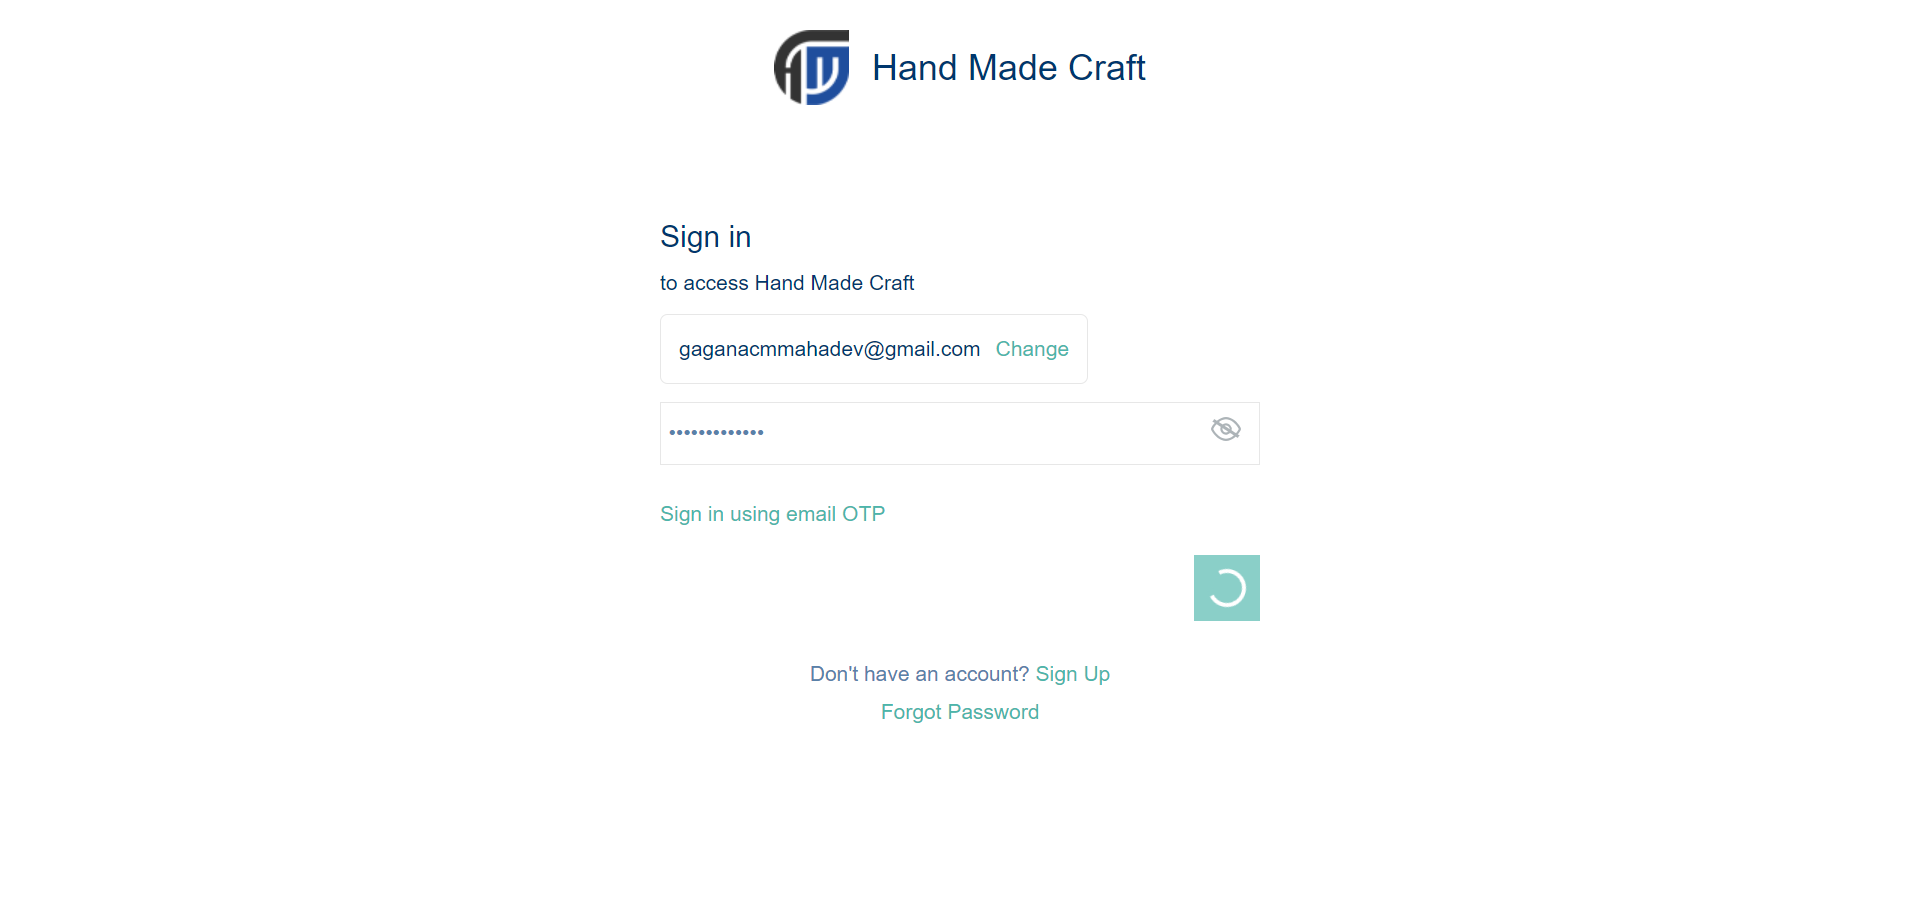 Hand Made Craft
Sign in
to access Hand Made Craft
gaganacmmahadev@gmail.com Change
•••••••••••••
Sign in using email OTP
Don't have an account? Sign Up
Forgot Password